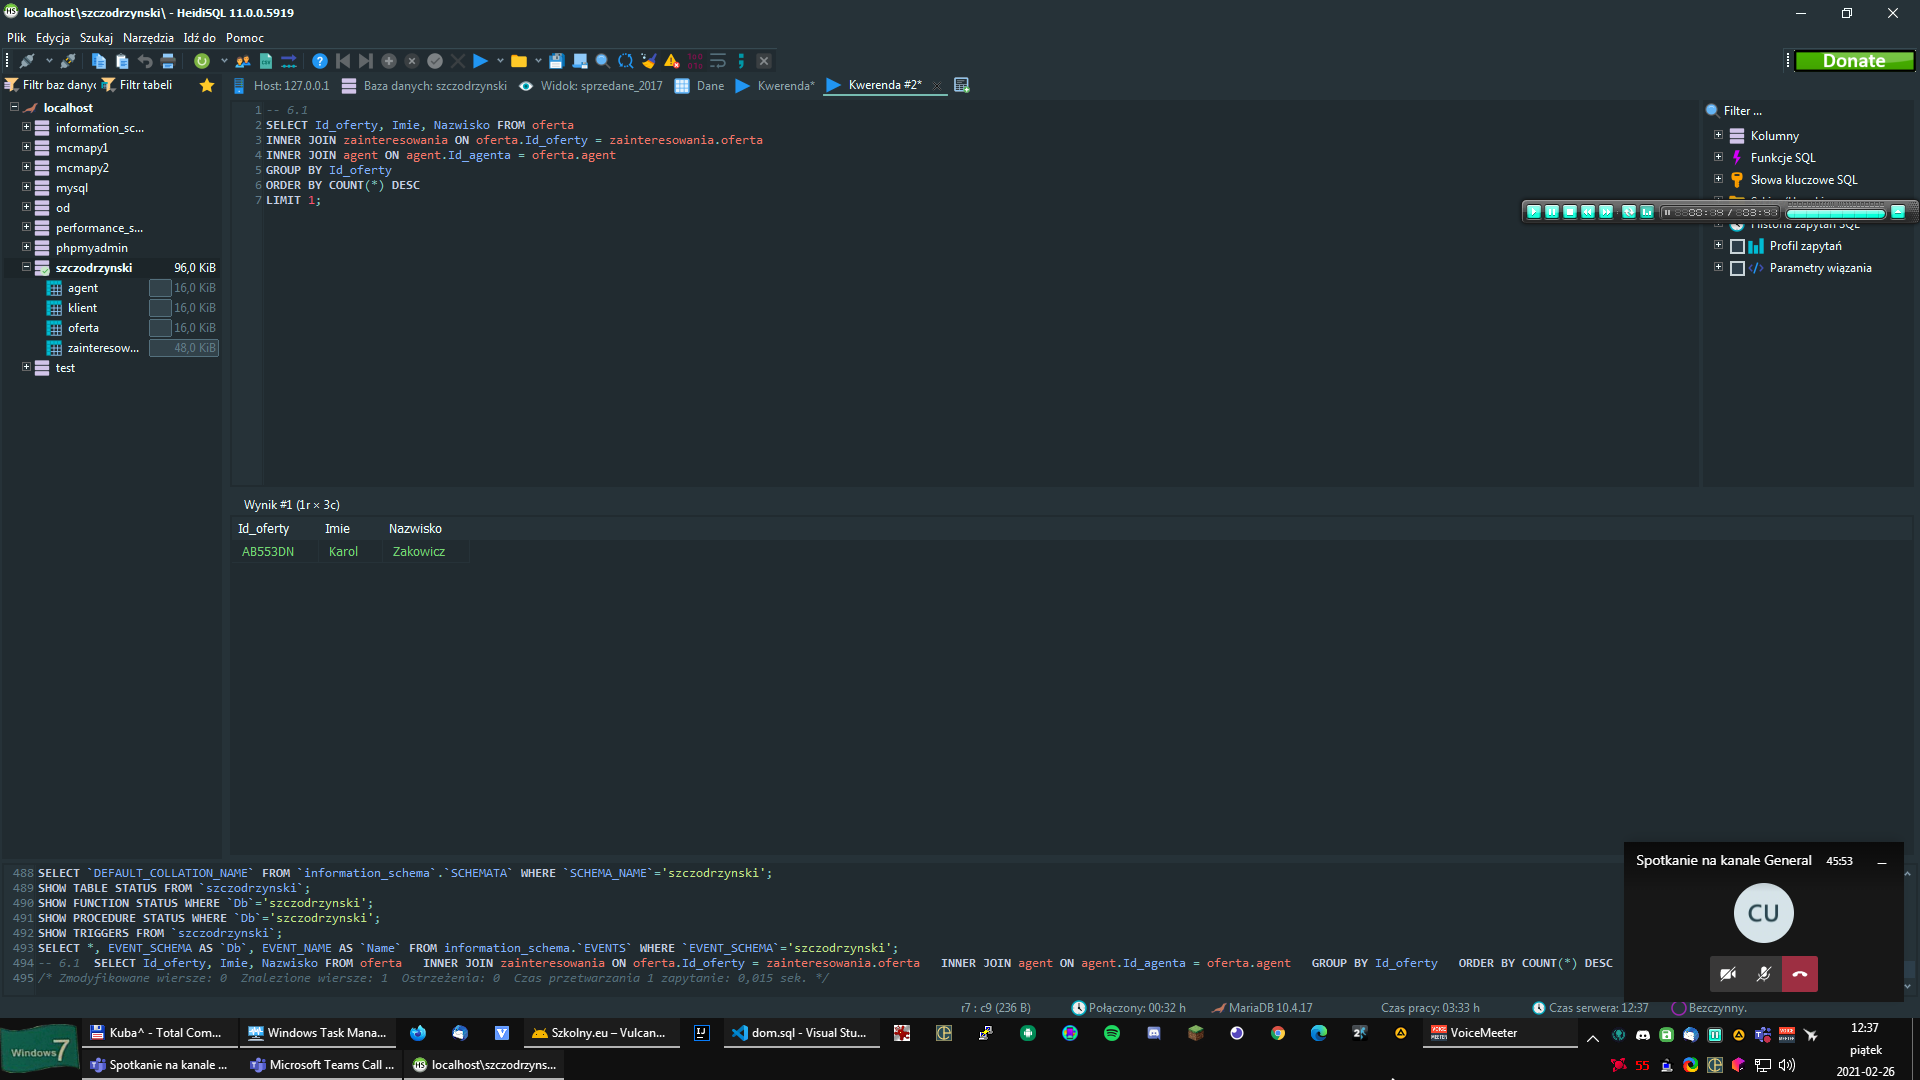 localhost\szczodrzynski\ - HeidiSQL 11.0.0.5919
Plik Edycja Szukaj Narzędzia Idź do Pomoc
Donate
Filtr baz danyc Filtr tabeli
Host: 127.0.0.1 Baza danych: szczodrzynski Widok: sprzedane_2017 Dane Kwerenda* Kwerenda #2*
localhost
information_sc...
mcmapy1
mcmapy2
mysql
od
performance_s...
phpmyadmin
szczodrzynski 96,0 KiB
agent 16,0 KiB
klient 16,0 KiB
oferta 16,0 KiB
zainteresow... 48,0 KiB
test
1 -- 6.1
2 SELECT Id_oferty, Imie, Nazwisko FROM oferta
3 INNER JOIN zainteresowania ON oferta.Id_oferty = zainteresowania.oferta
4 INNER JOIN agent ON agent.Id_agenta = oferta.agent
5 GROUP BY Id_oferty
6 ORDER BY COUNT(*) DESC
7 LIMIT 1;
Filter ...
Kolumny
Funkcje SQL
Słowa kluczowe SQL
Historia zapytań SQL
Profil zapytań
Parametry wiązania
Wynik #1 (1r × 3c)
Id_oferty Imie Nazwisko
AB553DN Karol Zakowicz
488 SELECT `DEFAULT_COLLATION_NAME` FROM `information_schema`.`SCHEMATA` WHERE `SCHEMA_NAME`='szczodrzynski';
489 SHOW TABLE STATUS FROM `szczodrzynski`;
490 SHOW FUNCTION STATUS WHERE `Db`='szczodrzynski';
491 SHOW PROCEDURE STATUS WHERE `Db`='szczodrzynski';
492 SHOW TRIGGERS FROM `szczodrzynski`;
493 SELECT *, EVENT_SCHEMA AS `Db`, EVENT_NAME AS `Name` FROM information_schema.`EVENTS` WHERE `EVENT_SCHEMA`='szczodrzynski';
494 -- 6.1 SELECT Id_oferty, Imie, Nazwisko FROM oferta INNER JOIN zainteresowania ON oferta.Id_oferty = zainteresowania.oferta INNER JOIN agent ON agent.Id_agenta = oferta.agent GROUP BY Id_oferty ORDER BY COUNT(*) DESC
495 /* Zmodyfikowane wiersze: 0 Znalezione wiersze: 1 Ostrzeżenia: 0 Czas przetwarzania 1 zapytanie: 0,015 sek. */
Spotkanie na kanale General 45:53
CU
r7 : c9 (236 B) Połączony: 00:32 h MariaDB 10.4.17 Czas pracy: 03:33 h Czas serwera: 12:37 Bezczynny.
Windows 7
Kuba^ - Total Com... Windows Task Mana... Szkolny.eu – Vulcan... dom.sql - Visual Stu... VoiceMeeter
Spotkanie na kanale ... Microsoft Teams Call ... localhost\szczodrzyns...
55
12:37
piątek
2021-02-26